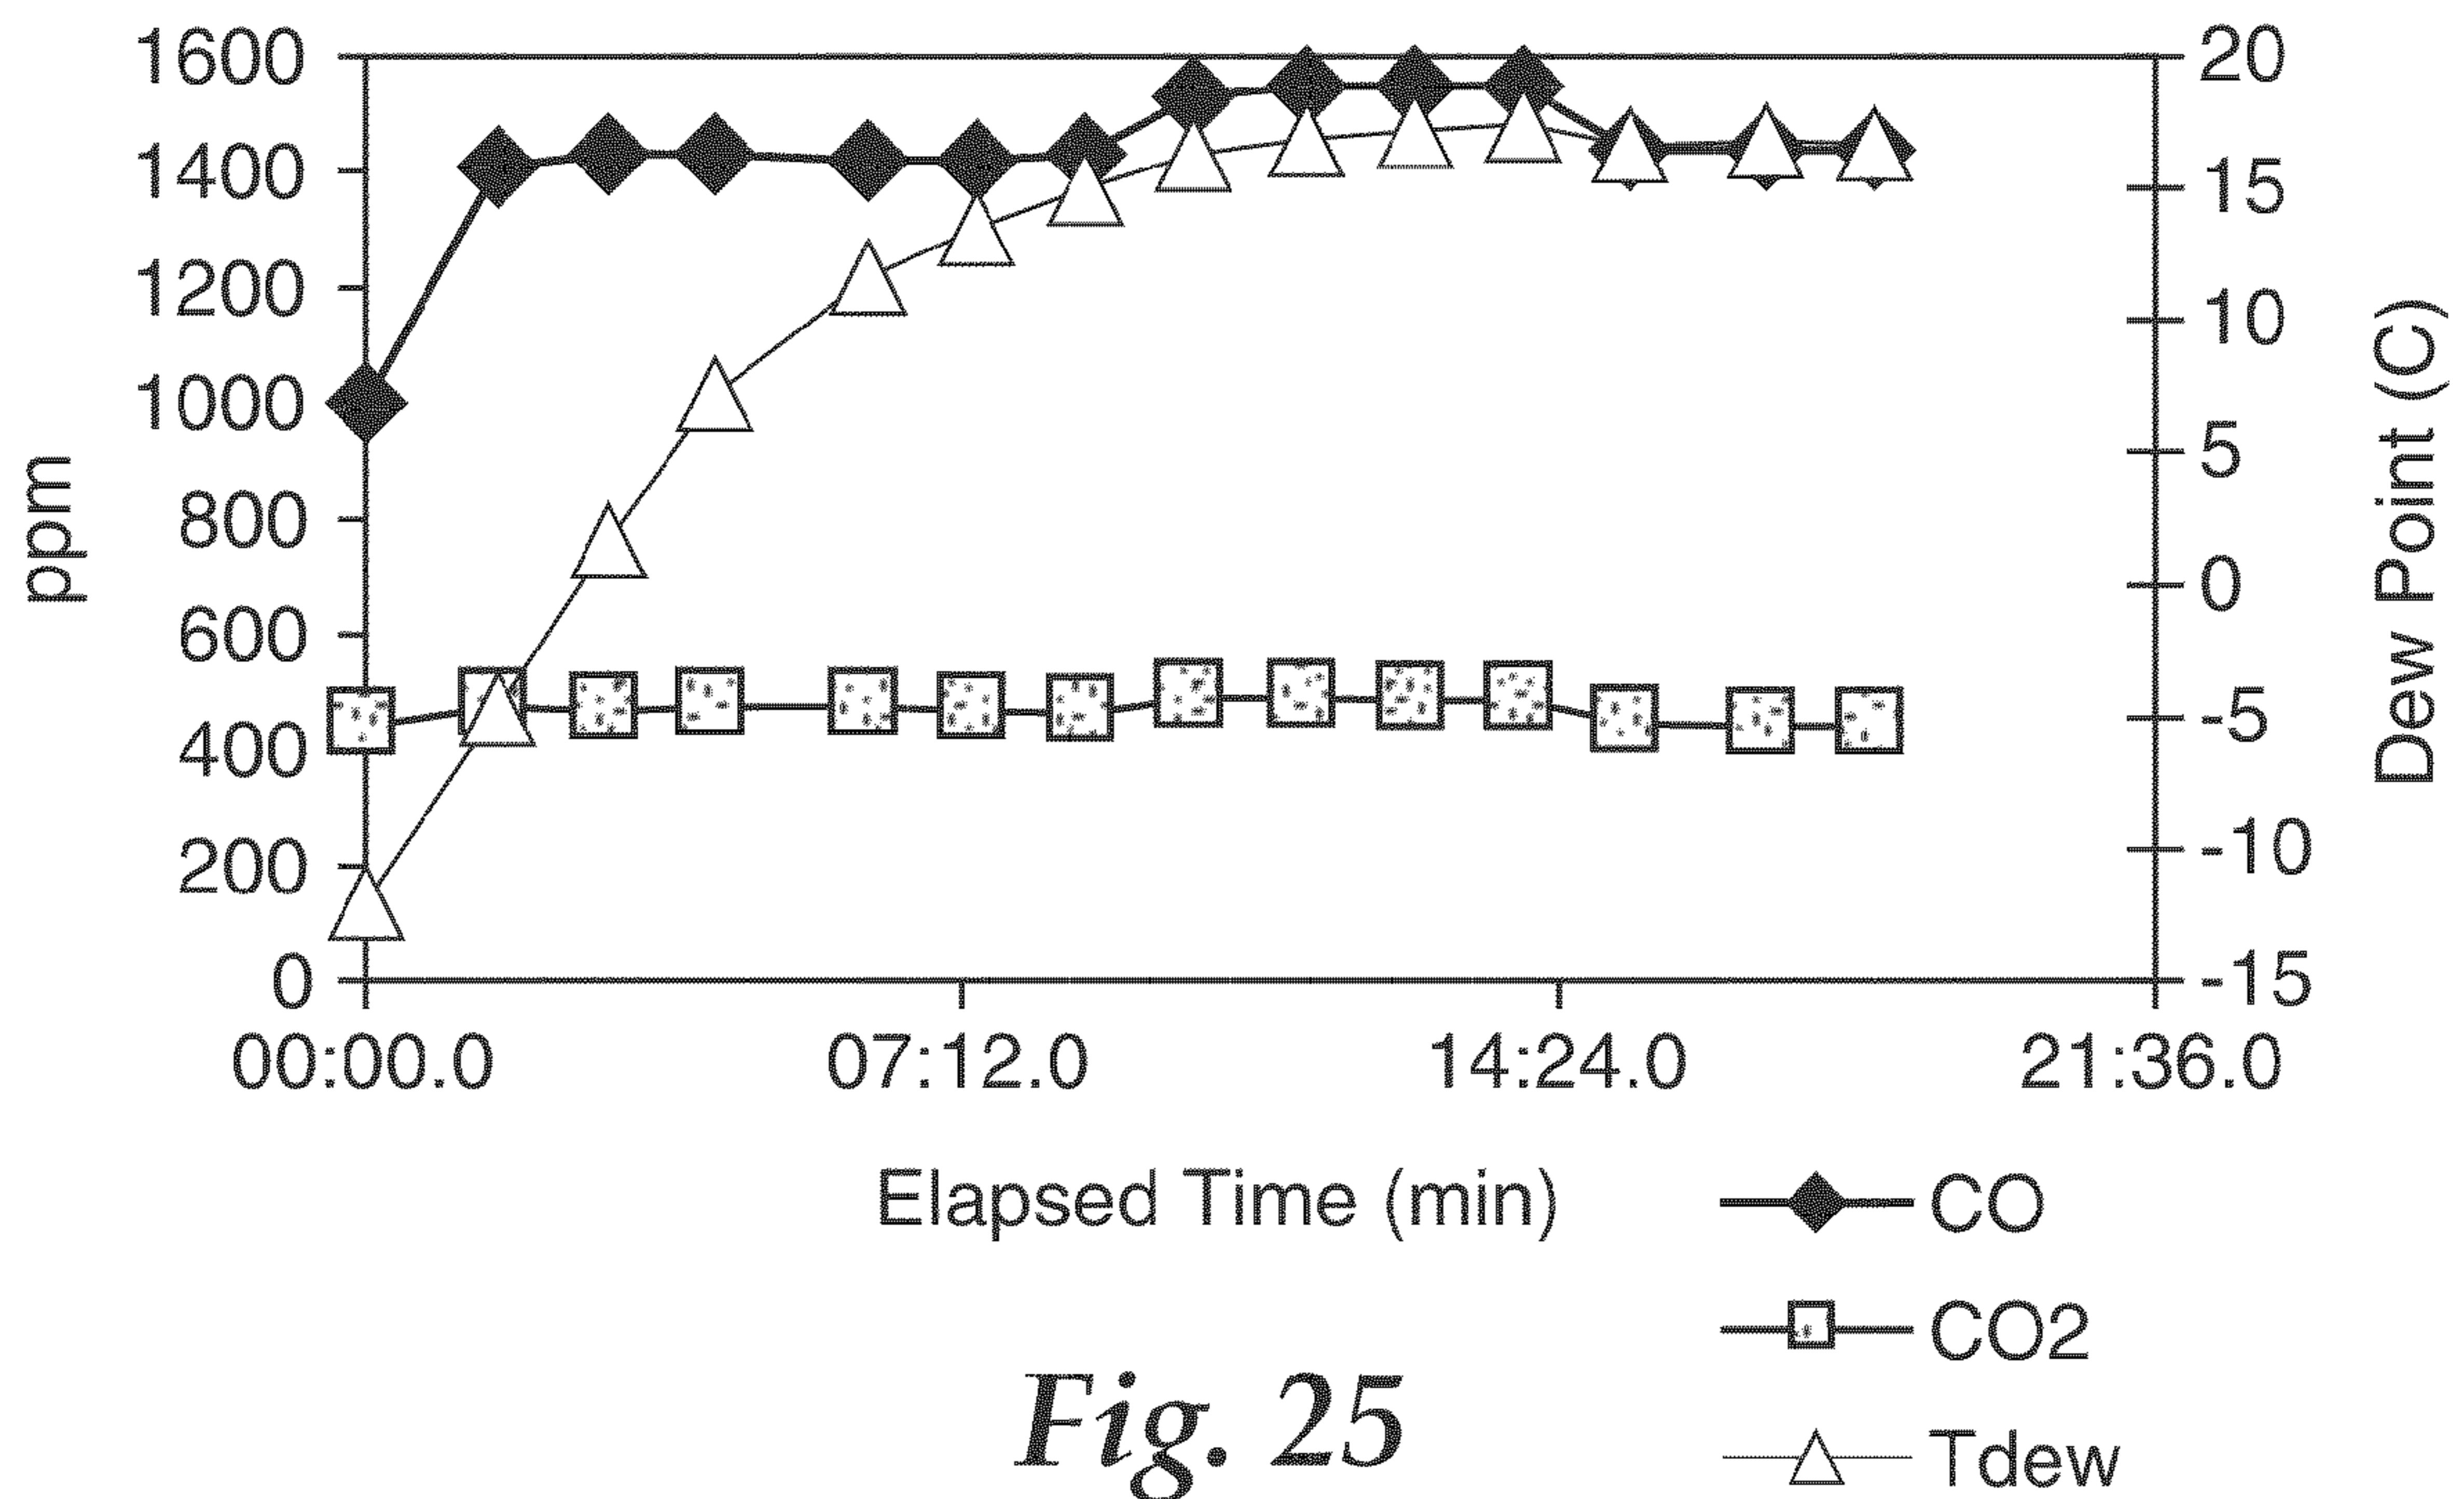 1600
1400
1200
1000
800
600
400
200
0
ppm
20
15
10
5
0
-5
-10
-15
Dew Point (C)
00:00.0 07:12.0 14:24.0 21:36.0
Elapsed Time (min)
CO
CO2
Tdew
Fig. 25